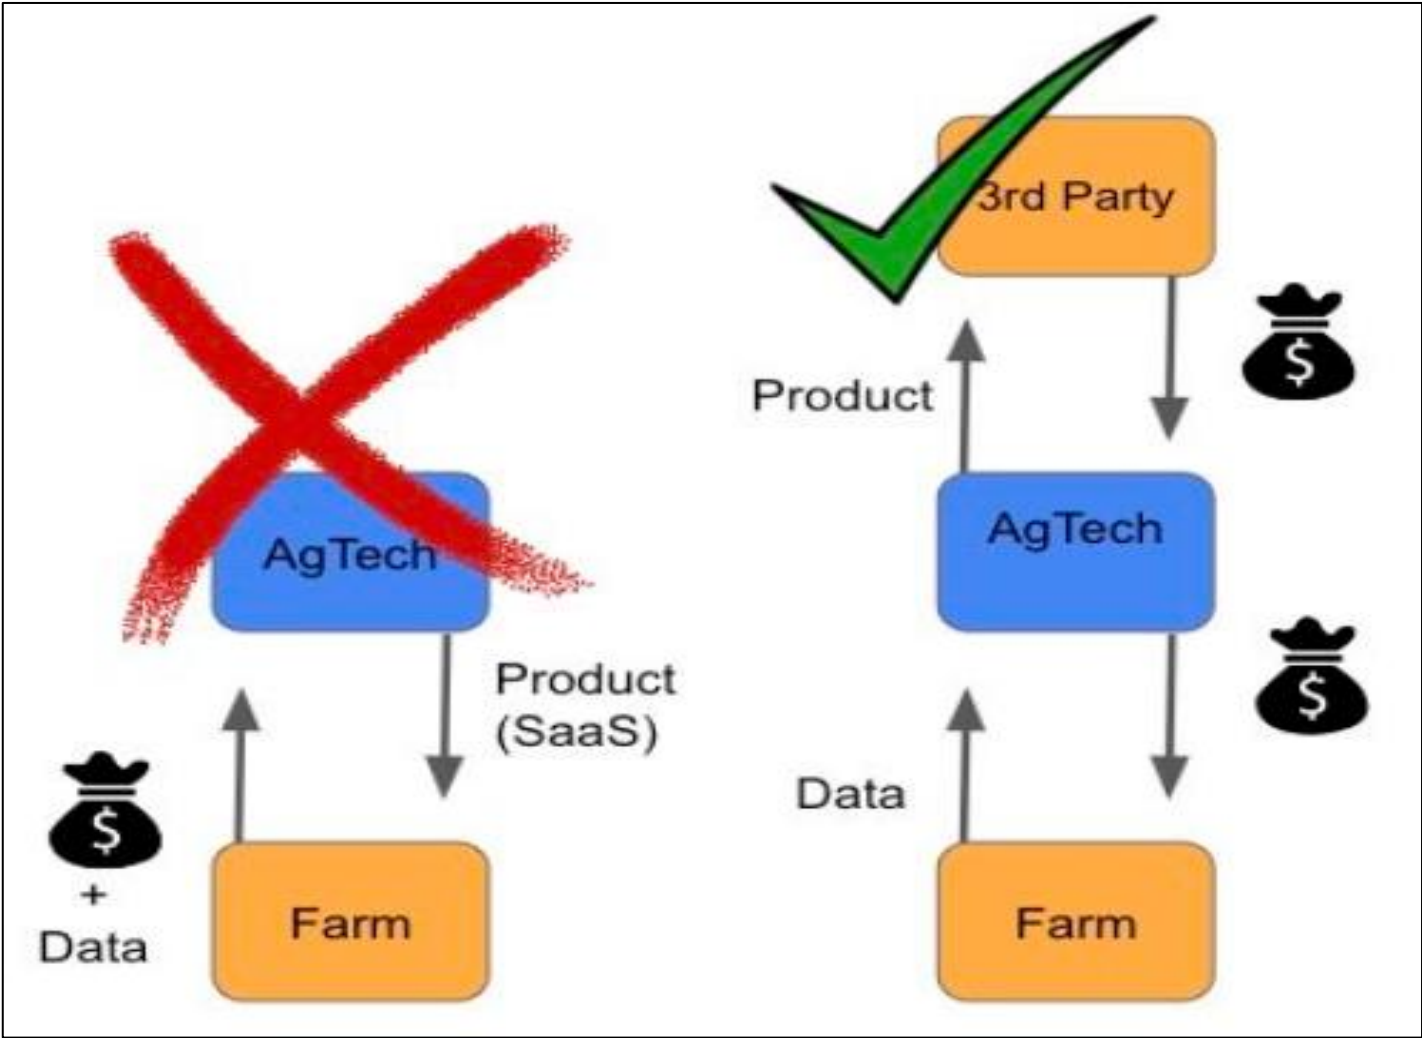 AgTech
Product
(SaaS)
$
+
Data
Farm
3rd Party
$
Product
AgTech
$
Data
Farm